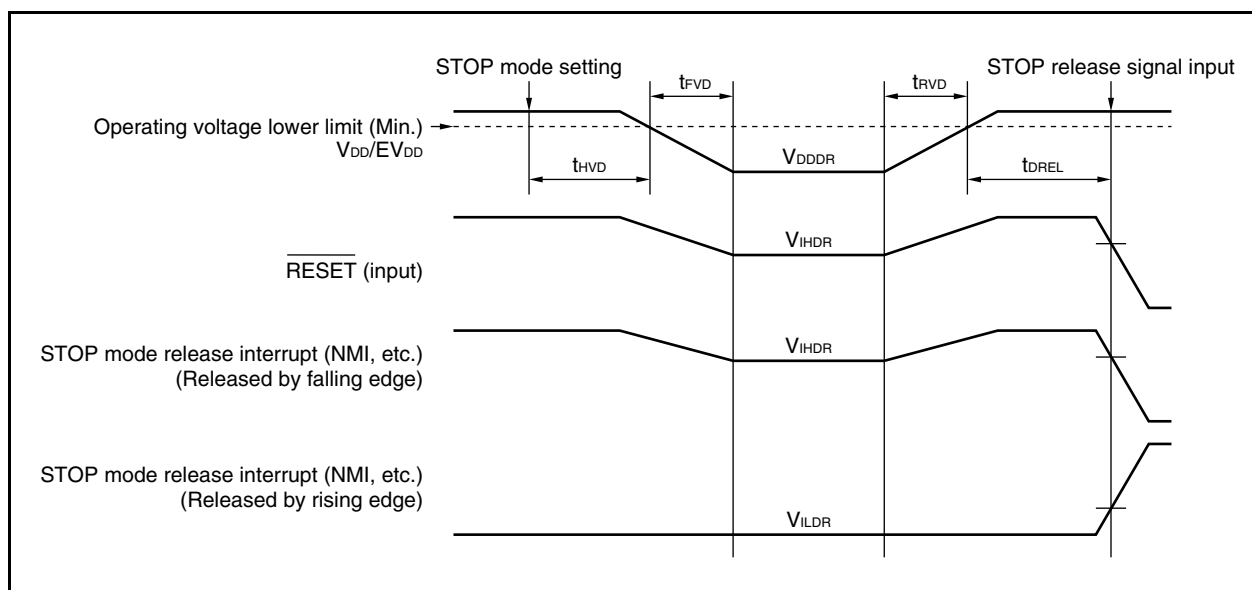 STOP mode setting
STOP release signal input
tFVD
tRVD
Operating voltage lower limit (Min.)
VDD/EVDD
tHVD
VDDDR
tDREL
RESET (input)
VIHDR
STOP mode release interrupt (NMI, etc.)
(Released by falling edge)
VIHDR
STOP mode release interrupt (NMI, etc.)
(Released by rising edge)
VILDR